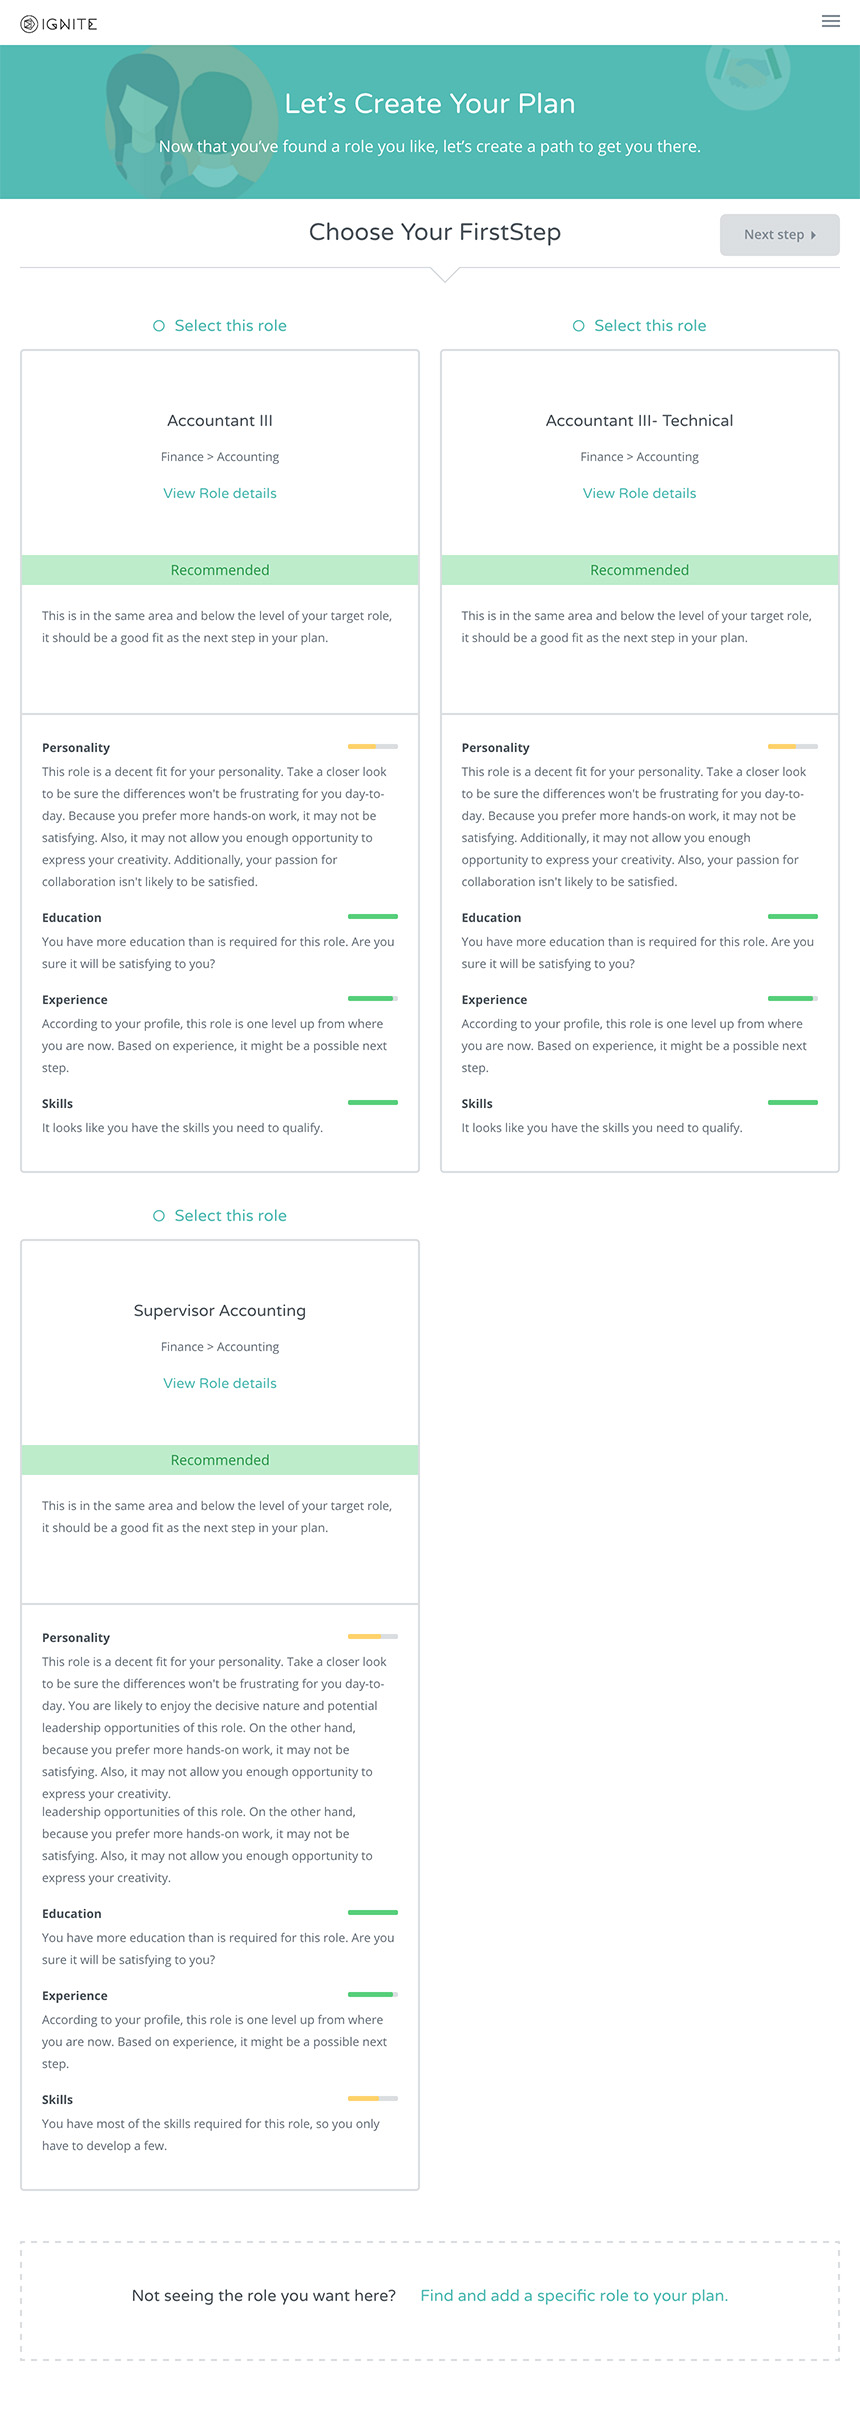 IGNITE
Let's Create Your Plan
Now that you've found a role you like, let's create a path to get you there.
Choose Your FirstStep
Next step
Select this role
Accountant III
Finance > Accounting
View Role details
Recommended
This is in the same area and below the level of your target role,
it should be a good fit as the next step in your plan.
Personality
This role is a decent fit for your personality. Take a closer look
to be sure the differences won't be frustrating for you day-to-
day. Because you prefer more hands-on work, it may not be
satisfying. Also, it may not allow you enough opportunity to
express your creativity. Additionally, your passion for
collaboration isn't likely to be satisfied.
Education
You have more education than is required for this role. Are you
sure it will be satisfying to you?
Experience
According to your profile, this role is one level up from where
you are now. Based on experience, it might be a possible next
step.
Skills
It looks like you have the skills you need to qualify.
Select this role
Accountant III- Technical
Finance > Accounting
View Role details
Recommended
This is in the same area and below the level of your target role,
it should be a good fit as the next step in your plan.
Personality
This role is a decent fit for your personality. Take a closer look
to be sure the differences won't be frustrating for you day-to-
day. Because you prefer more hands-on work, it may not be
satisfying. Additionally, it may not allow you enough
opportunity to express your creativity. Also, your passion for
collaboration isn't likely to be satisfied.
Education
You have more education than is required for this role. Are you
sure it will be satisfying to you?
Experience
According to your profile, this role is one level up from where
you are now. Based on experience, it might be a possible next
step.
Skills
It looks like you have the skills you need to qualify.
Select this role
Supervisor Accounting
Finance > Accounting
View Role details
Recommended
This is in the same area and below the level of your target role,
it should be a good fit as the next step in your plan.
Personality
This role is a decent fit for your personality. Take a closer look
to be sure the differences won't be frustrating for you day-to-
day. You are likely to enjoy the decisive nature and potential
leadership opportunities of this role. On the other hand,
because you prefer more hands-on work, it may not be
satisfying. Also, it may not allow you enough opportunity to
express your creativity.
leadership opportunities of this role. On the other hand,
because you prefer more hands-on work, it may not be
satisfying. Also, it may not allow you enough opportunity to
express your creativity.
Education
You have more education than is required for this role. Are you
sure it will be satisfying to you?
Experience
According to your profile, this role is one level up from where
you are now. Based on experience, it might be a possible next
step.
Skills
You have most of the skills required for this role, so you only
have to develop a few.
Not seeing the role you want here? Find and add a specific role to your plan.